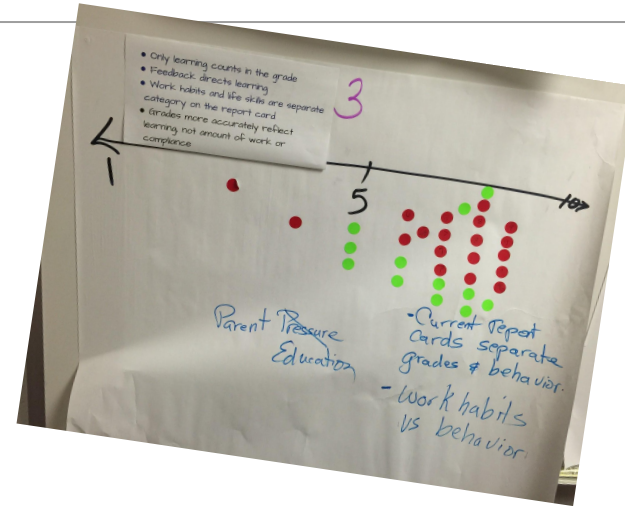 • Only learning counts in the grade
• Feedback directs learning
• Work habits and life skills are separate
category on the report card
• Grades more accurately reflect
learning, not amount of work or
compliance
3
1
5
10
Parent Pressure
Education
-Current report
cards separate
grades & behavior.
- Work habits
vs behavior.